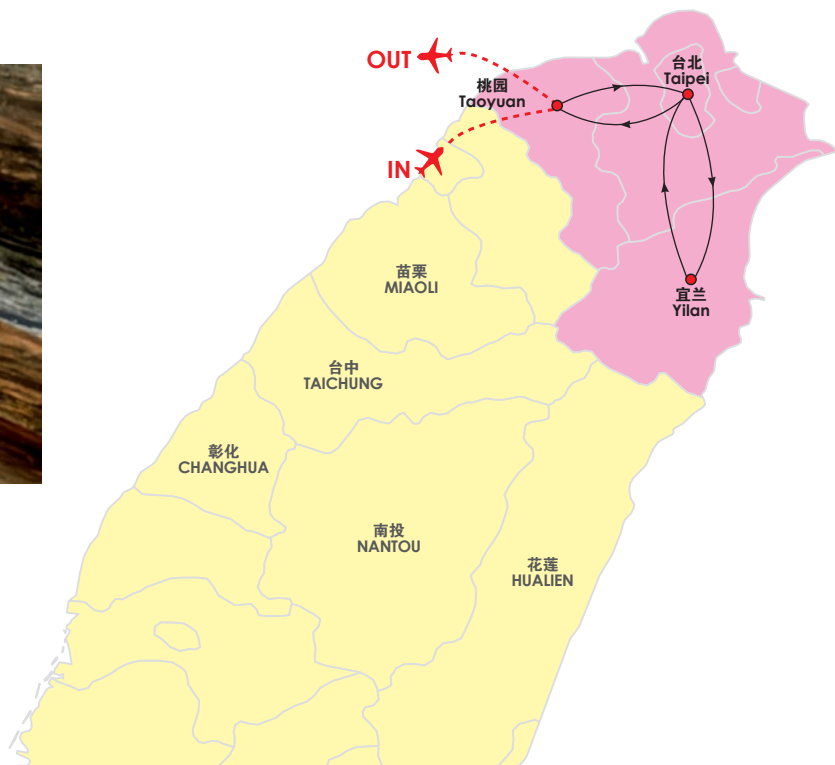 OUT
台北
Taipei
桃园
Taoyuan
IN
苗栗
MIAOLI
宜兰
Yilan
台中
TAICHUNG
彰化
CHANGHUA
南投
NANTOU
花莲
HUALIEN